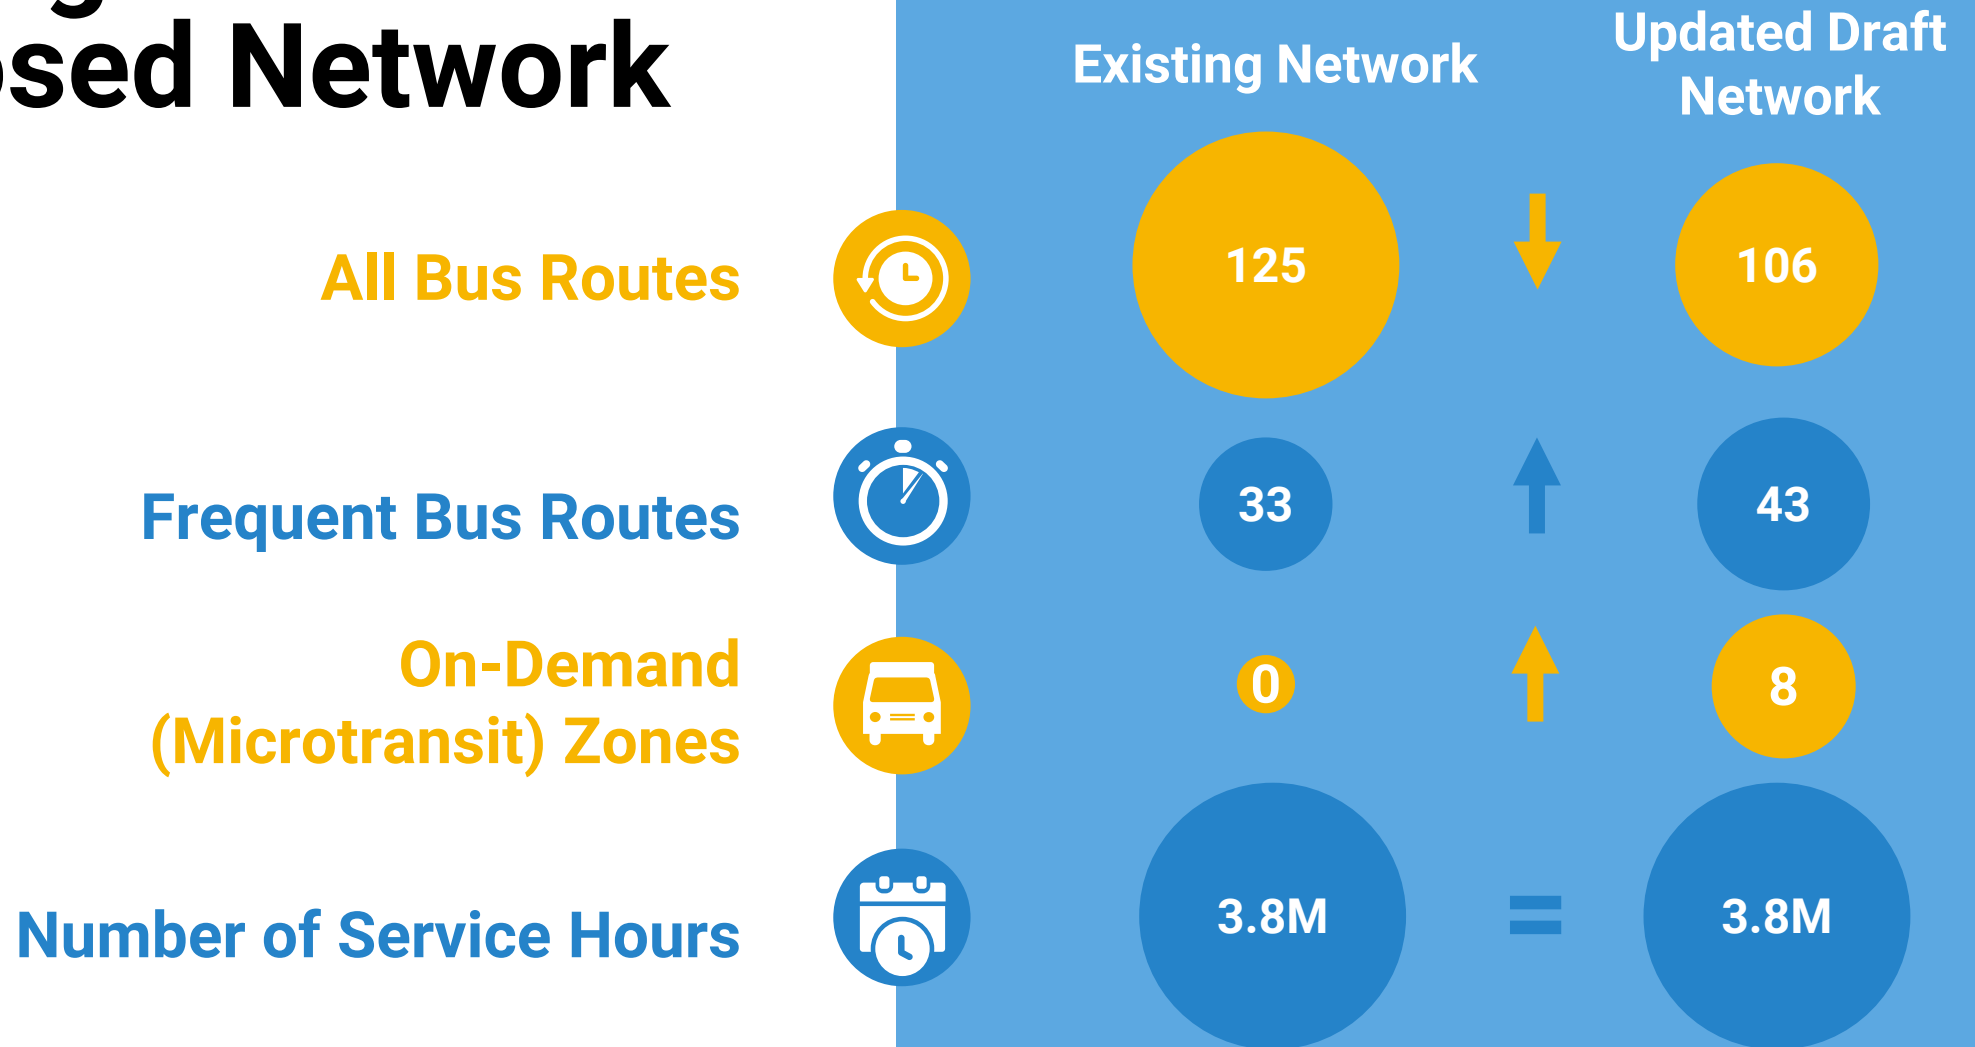 Network
Existing Network
Updated Draft
Network
All Bus Routes
125
106
Frequent Bus Routes
33
43
On-Demand
(Microtransit) Zones
0
8
Number of Service Hours
3.8M
=
3.8M